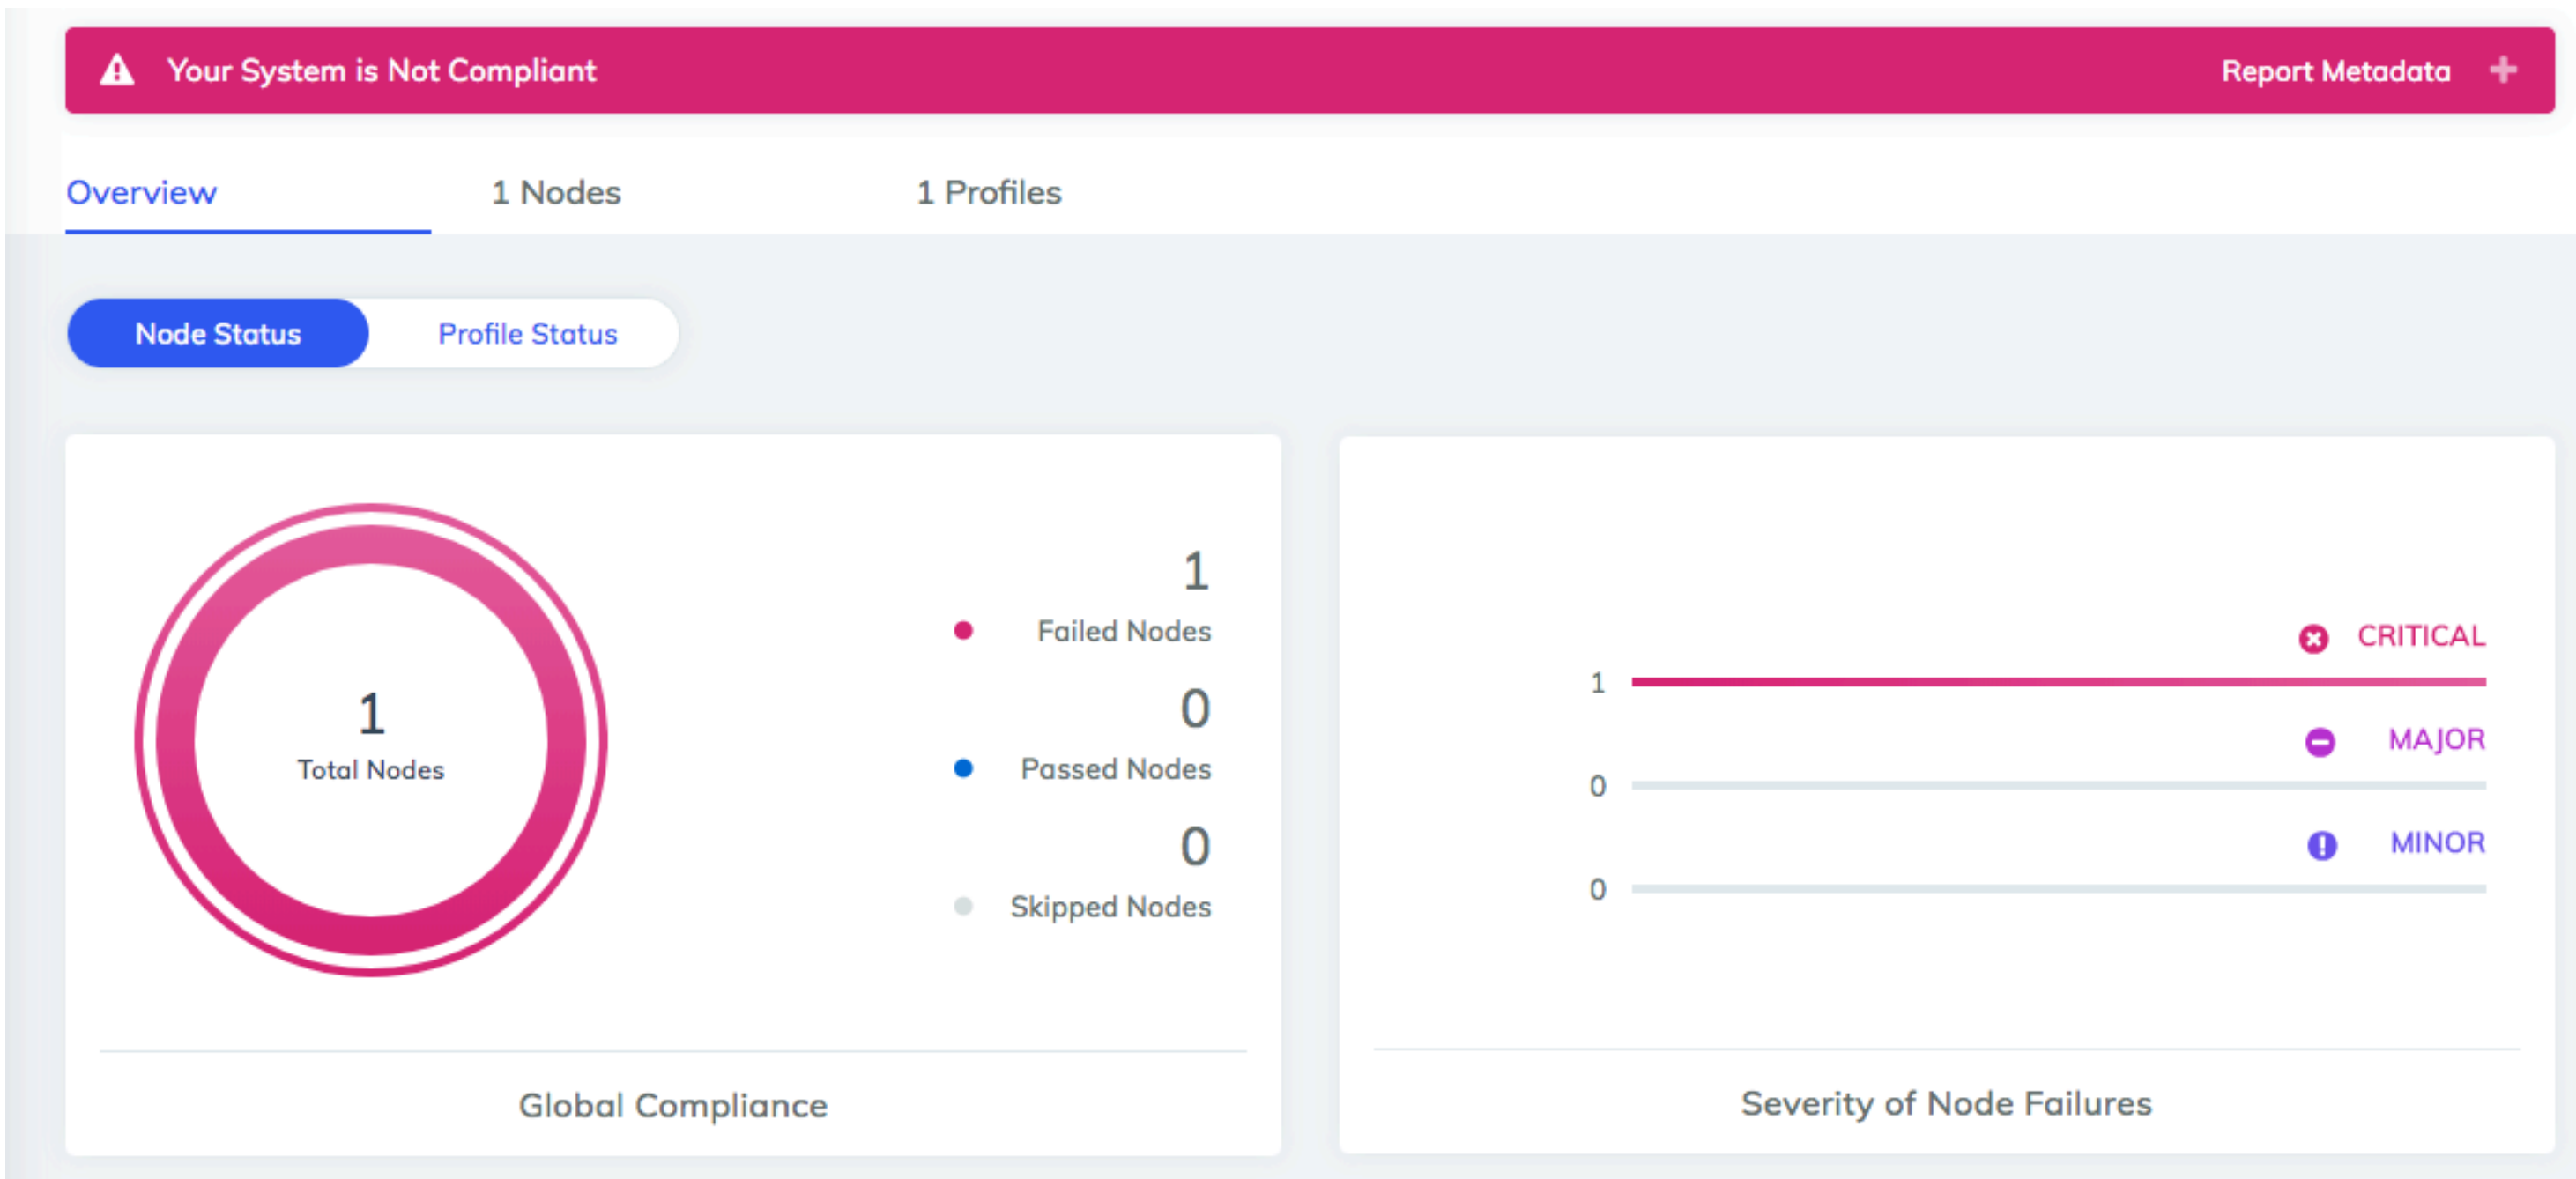 Your System is Not Compliant
Report Metadata
Overview
1 Nodes
1 Profiles
Node Status
Profile Status
1
Total Nodes
1
Failed Nodes
0
Passed Nodes
0
Skipped Nodes
Global Compliance
CRITICAL
1
MAJOR
0
MINOR
0
Severity of Node Failures